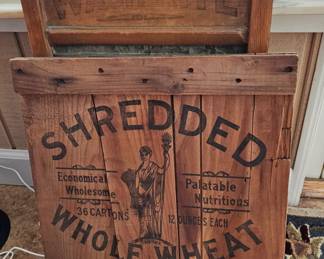 SHREDDED
Economical
Wholesome
Palatable
Nutritious
36 CARTONS
12 OUNCES EACH
WHOLE WHEAT